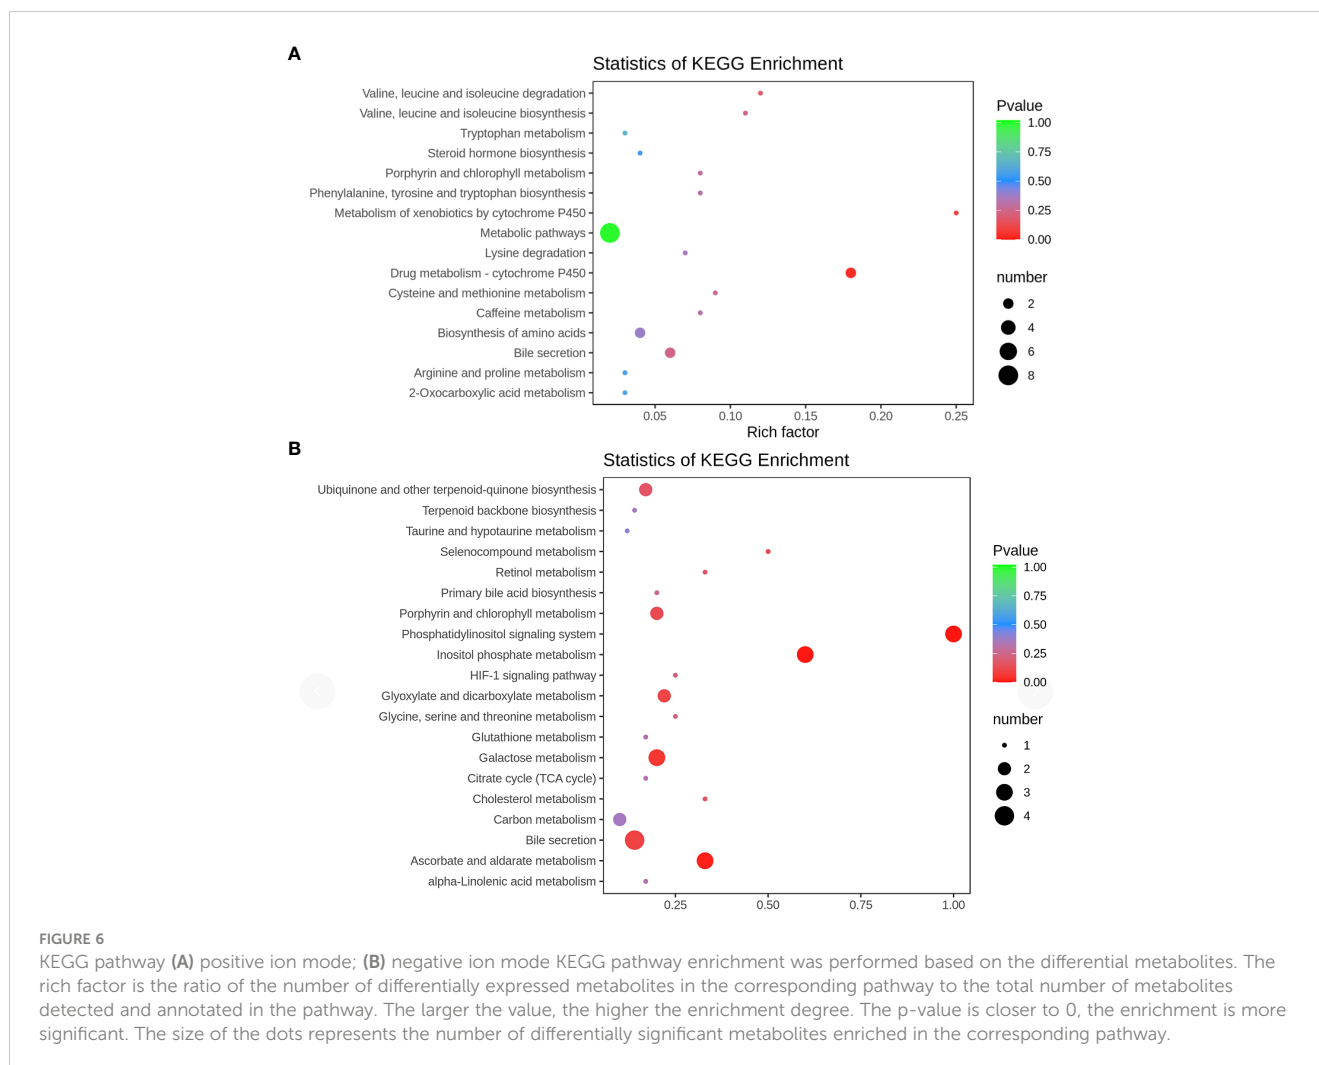 A
Statistics of KEGG Enrichment
Valine, leucine and isoleucine degradation
Valine, leucine and isoleucine biosynthesis
Tryptophan metabolism
Steroid hormone biosynthesis
Porphyrin and chlorophyll metabolism
Phenylalanine, tyrosine and tryptophan biosynthesis
Metabolism of xenobiotics by cytochrome P450
Metabolic pathways
Lysine degradation
Drug metabolism - cytochrome P450
Cysteine and methionine metabolism
Caffeine metabolism
Biosynthesis of amino acids
Bile secretion
Arginine and proline metabolism
2-Oxocarboxylic acid metabolism
0.05 0.10 0.15 0.20 0.25
Rich factor
Pvalue
1.00
0.75
0.50
0.25
0.00
number
2
4
6
8
B
Statistics of KEGG Enrichment
Ubiquinone and other terpenoid-quinone biosynthesis
Terpenoid backbone biosynthesis
Taurine and hypotaurine metabolism
Selenocompound metabolism
Retinol metabolism
Primary bile acid biosynthesis
Porphyrin and chlorophyll metabolism
Phosphatidylinositol signaling system
Inositol phosphate metabolism
HIF-1 signaling pathway
Glyoxylate and dicarboxylate metabolism
Glycine, serine and threonine metabolism
Glutathione metabolism
Galactose metabolism
Citrate cycle (TCA cycle)
Cholesterol metabolism
Carbon metabolism
Bile secretion
Ascorbate and aldarate metabolism
alpha-Linolenic acid metabolism
0.25 0.50 0.75 1.00
Pvalue
1.00
0.75
0.50
0.25
0.00
number
1
2
3
4
FIGURE 6
KEGG pathway (A) positive ion mode; (B) negative ion mode KEGG pathway enrichment was performed based on the differential metabolites. The
rich factor is the ratio of the number of differentially expressed metabolites in the corresponding pathway to the total number of metabolites
detected and annotated in the pathway. The larger the value, the higher the enrichment degree. The p-value is closer to 0, the enrichment is more
significant. The size of the dots represents the number of differentially significant metabolites enriched in the corresponding pathway.